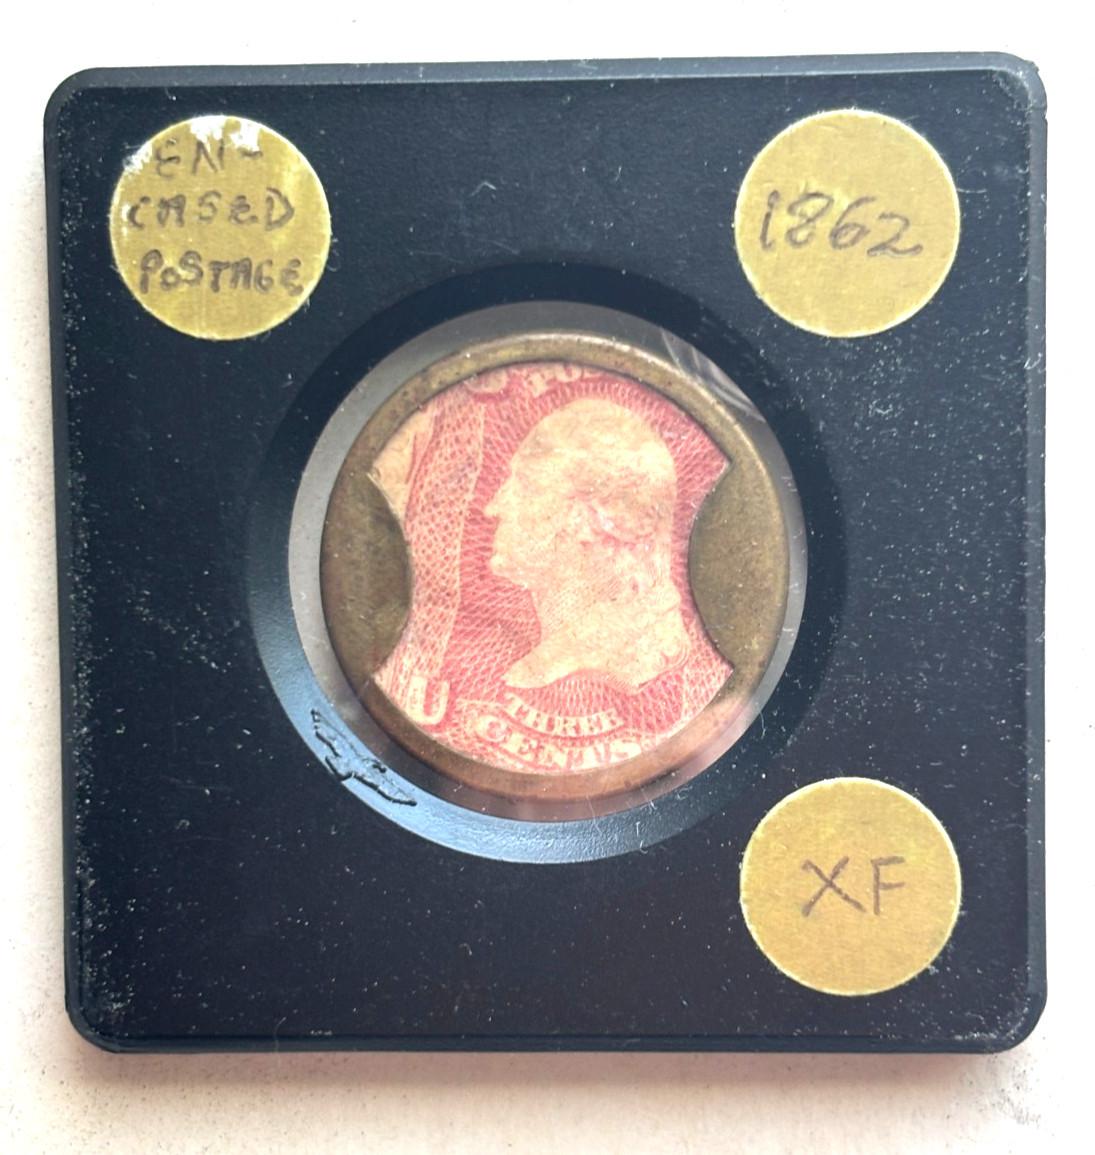 EN-
CASED
POSTAGE
1862
U
THREE
CENTS
XF